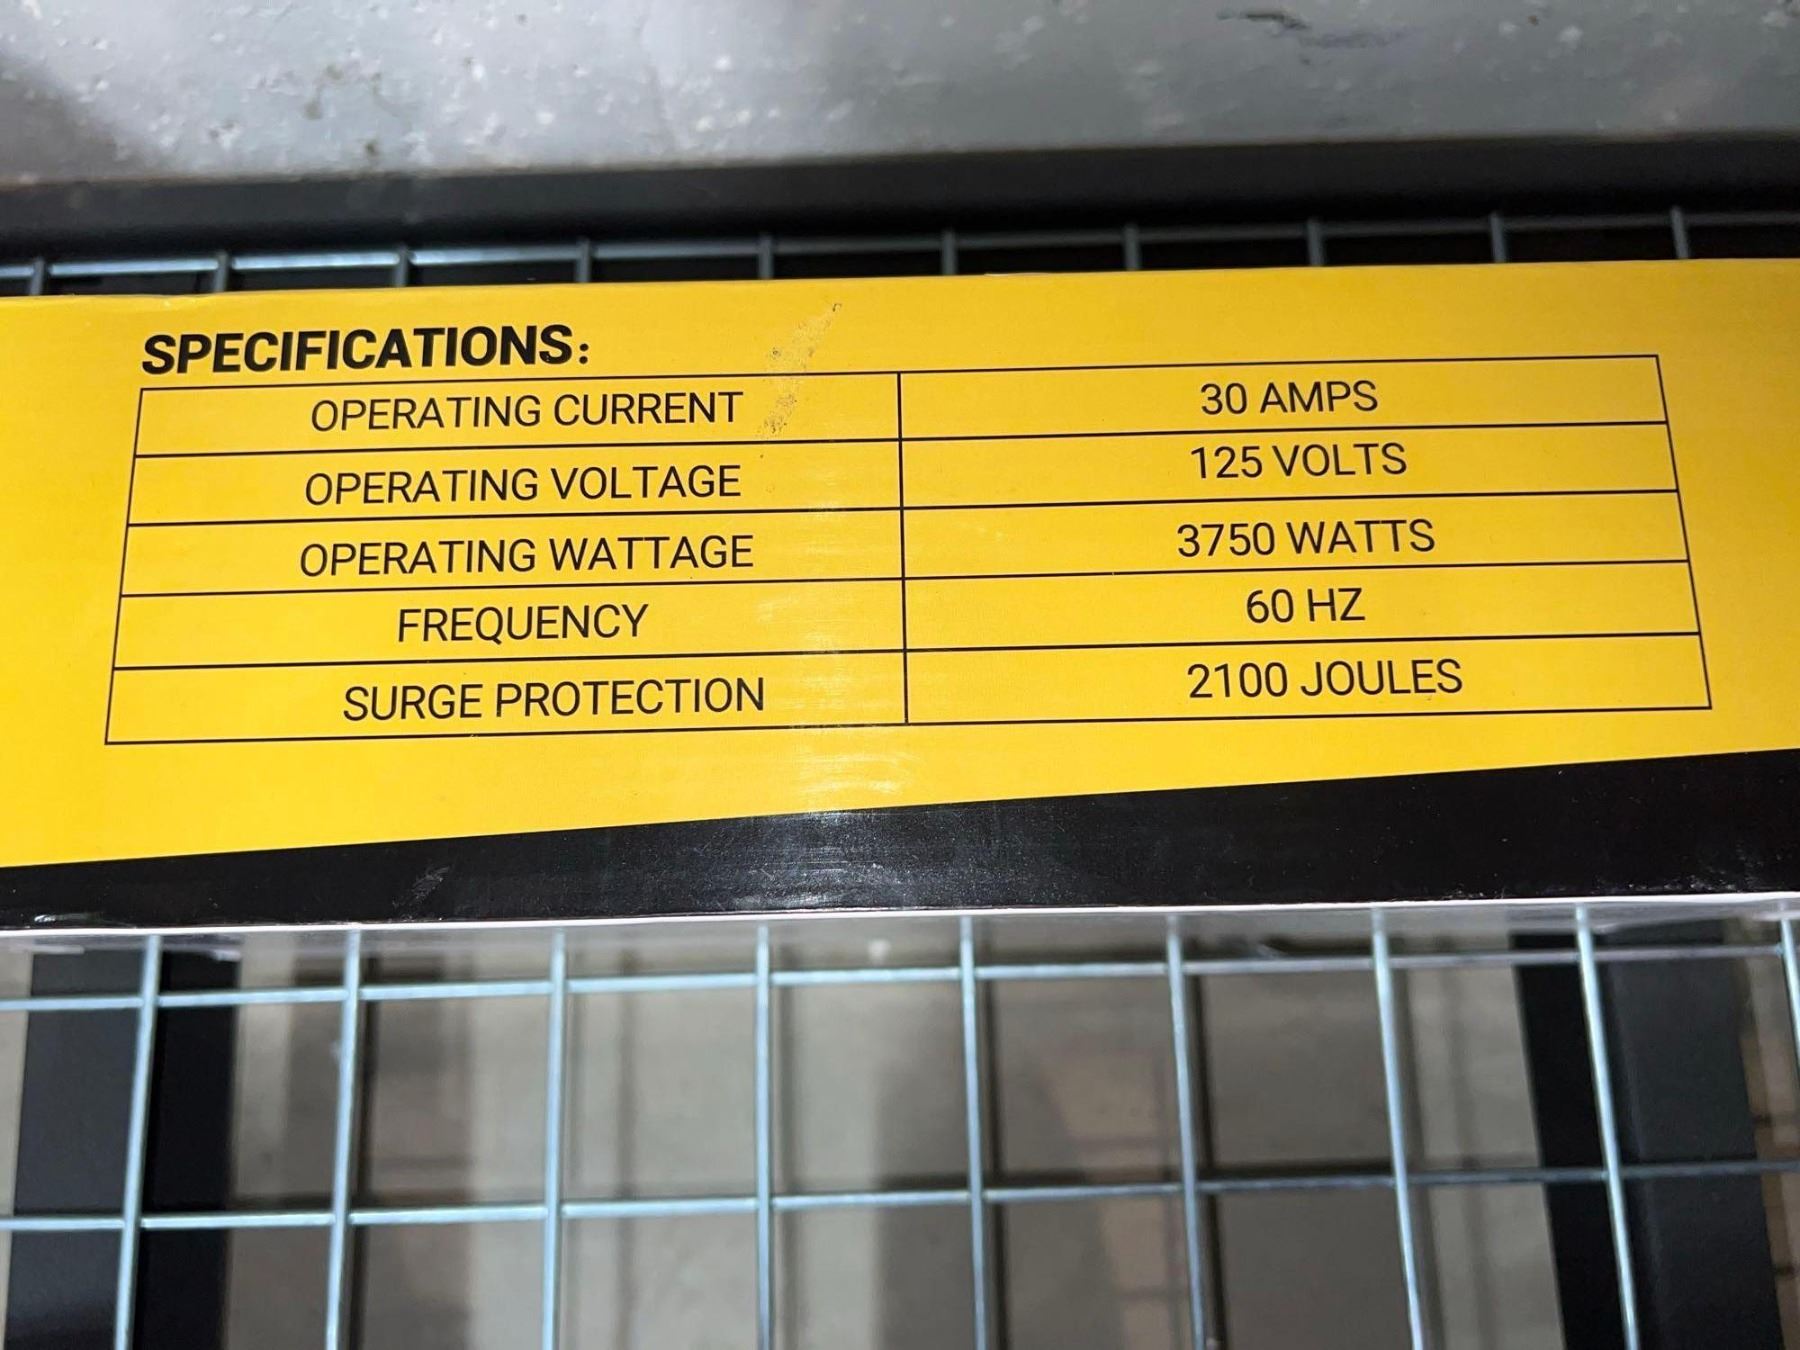 SPECIFICATIONS:
OPERATING CURRENT 30 AMPS
OPERATING VOLTAGE 125 VOLTS
OPERATING WATTAGE 3750 WATTS
FREQUENCY 60 HZ
SURGE PROTECTION 2100 JOULES